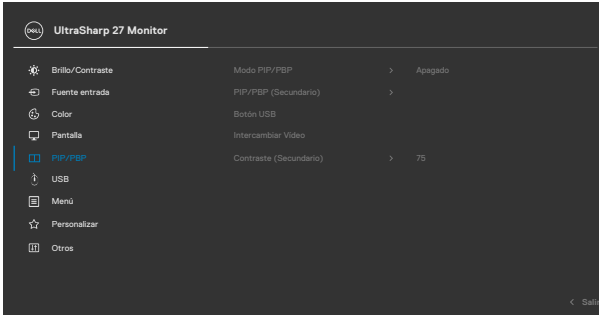 DELL UltraSharp 27 Monitor
Brillo/Contraste Modo PIP/PBP > Apagado
Fuente entrada PIP/PBP (Secundario) >
Color Botón USB
Pantalla Intercambiar Video
PIP/PBP Contraste (Secundario) > 75
USB
Menú
Personalizar
Otros
< Salir